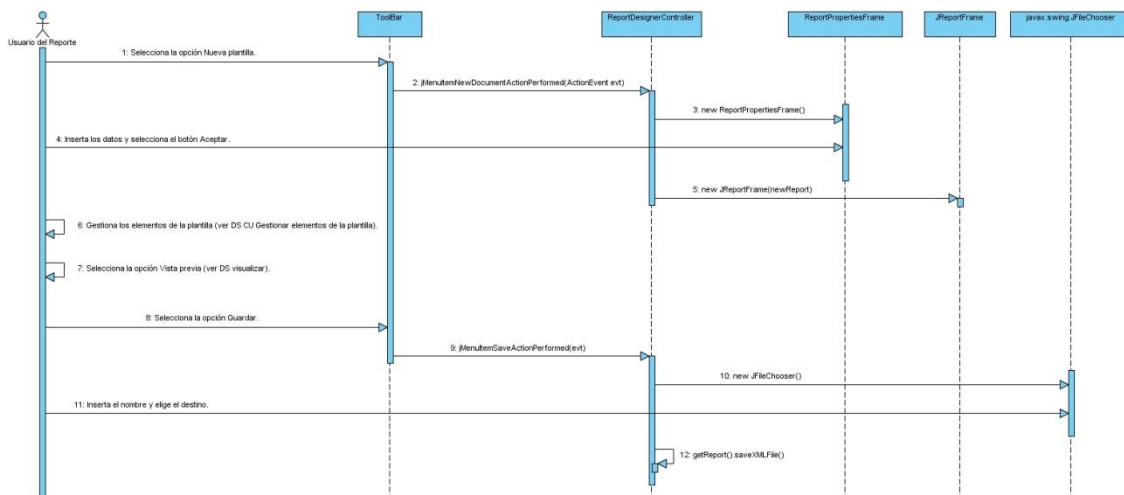 ToolBar
ReportDesignerController
ReportPropertiesFrame
JReportFrame
javax.swing.JFileChooser
Usuario del Reporte
1: Selecciona la opción Nueva plantilla.
2: jMenuItemNewDocumentActionPerformed(ActionEvent evt)
3: new ReportPropertiesFrame()
4: Inserta los datos y selecciona el botón Aceptar.
5: new JReportFrame(newReport)
6: Gestiona los elementos de la plantilla (ver DS CU Gestionar elementos de la plantilla).
7: Selecciona la opción Vista previa (ver DS visualizar).
8: Selecciona la opción Guardar.
9: jMenuItemSaveActionPerformed(evt)
10: new JFileChooser()
11: Inserta el nombre y elige el destino.
12: getReport().saveXMLFile()